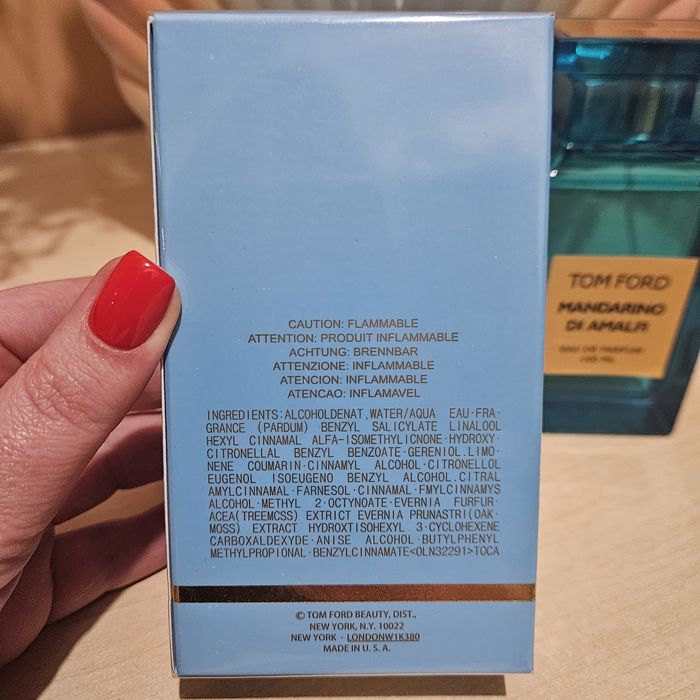 CAUTION: FLAMMABLE
ATTENTION: PRODUIT INFLAMMABLE
ACHTUNG: BRENNBAR
ATTENZIONE: INFLAMMABLE
ATENCION: INFLAMMABLE
ATENCAO: INFLAMAVEL
INGREDIENTS:ALCOHOLDENAT,WATER/AQUA EAU·FRA-
GRANCE (PARDUM) BENZYL SALICYLATE LINALOOL
HEXYL CINNAMAL ALFA-ISOMETHYLICNONE·HYDROXY-
CITRONELLAL BENZYL BENZOATE·GERENIOL.LIMO-
NENE COUMARIN·CINNAMYL ALCOHOL·CITRONELLOL
EUGENOL ISOEUGENO BENZYL ALCOHOL.CITRAL
AMYLCINNAMAL·FARNESOL·CINNAMAL·FMYLCINNAMYS
ALCOHOL·METHYL 2·OCTYNOATE·EVERNIA FURFUR-
ACEA(TREEMCSS) EXTRICT EVERNIA PRUNASTRI(OAK-
MOSS) EXTRACT HYDROXTISOHEXYL 3-CYCLOHEXENE
CARBOXALDEXYDE·ANISE ALCOHOL·BUTYLPHENYL
METHYLPROPIONAL·BENZYLCINNAMATE<OLN32291>TOCA
© TOM FORD BEAUTY, DIST.,
NEW YORK, N.Y. 10022
NEW YORK · LONDONW1K380
MADE IN U. S. A.
TOM FORD
MANDARINO
DI AMALFI
EAU DE PARFUM
100 ML